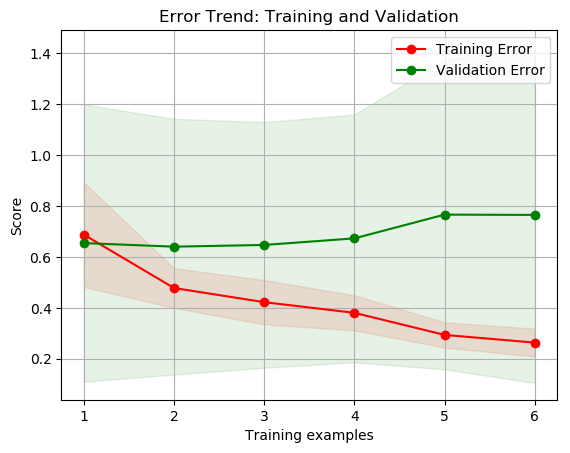 Error Trend: Training and Validation
Training Error
Validation Error
Score
1.4
1.2
1.0
0.8
0.6
0.4
0.2
1 2 3 4 5 6
Training examples